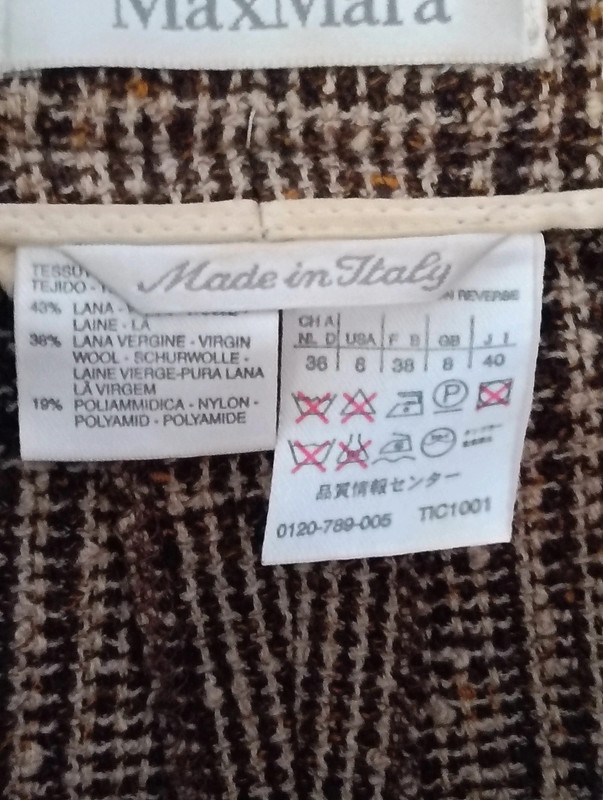 MaxMara
Made in Italy
TEJIDO -
43% LANA -
LAINE - LÃ
38% LANA VERGINE - VIRGIN
WOOL - SCHURWOLLE -
LAINE VIERGE-PURA LANA
LÃ VIRGEM
19% POLIAMMIDICA - NYLON -
POLYAMID - POLYAMIDE
REVERSE
CH A
NL D USA F B GB J I
36 6 38 8 40
P
品質情報センター
0120-789-005 TIC1001